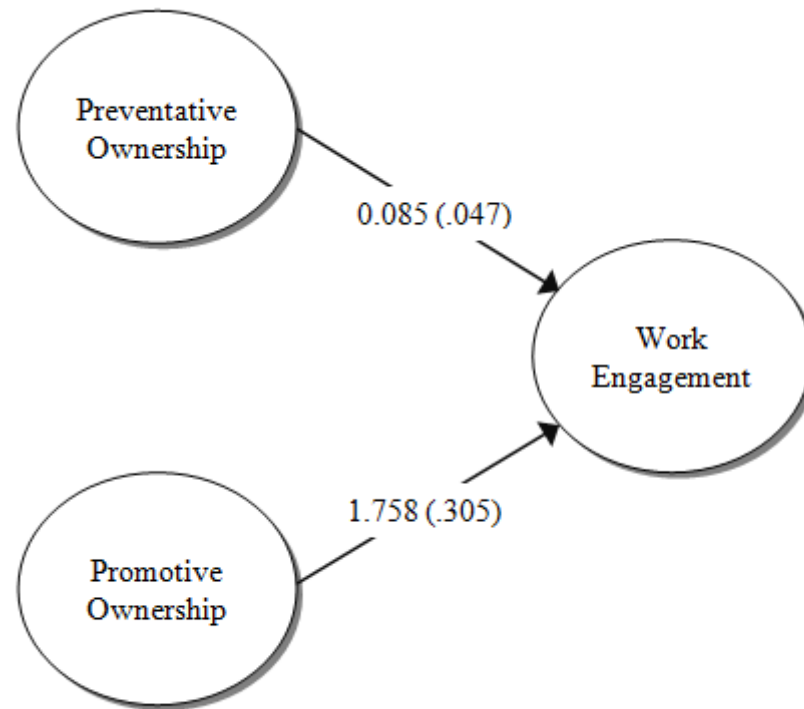 Preventative
Ownership
0.085 (.047)
Work
Engagement
1.758 (.305)
Promotive
Ownership